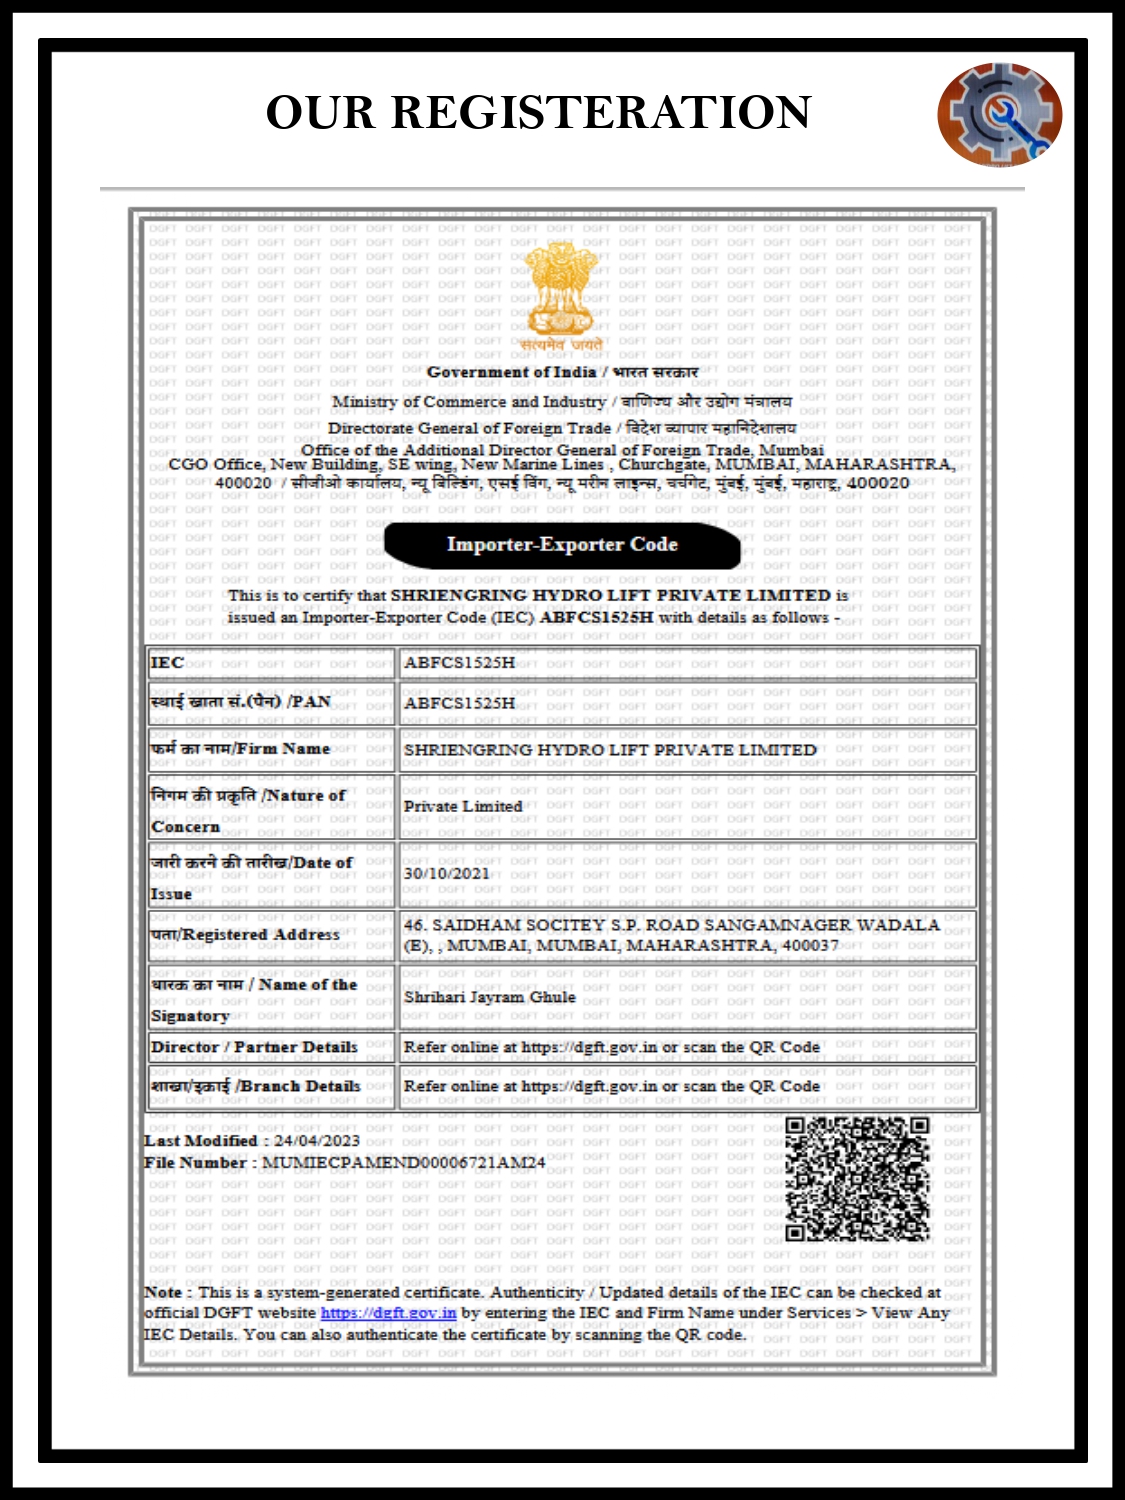 OUR REGISTERATION
सत्यमेव जयते
Government of India / भारत सरकार
Ministry of Commerce and Industry / वाणिज्य और उद्योग मंत्रालय
Directorate General of Foreign Trade / विदेश व्यापार महानिदेशालय
Office of the Additional Director General of Foreign Trade, Mumbai
CGO Office, New Building, SE wing, New Marine Lines , Churchgate, MUMBAI, MAHARASHTRA,
400020 / सीजीओ कार्यालय, न्यू बिल्डिंग, एसई विंग, न्यू मरीन लाइन्स, चर्चगेट, मुंबई, मुंबई, महाराष्ट्र, 400020
Importer-Exporter Code
This is to certify that SHRIENGRING HYDRO LIFT PRIVATE LIMITED is
issued an Importer-Exporter Code (IEC) ABFCS1525H with details as follows -
IEC ABFCS1525H
स्थाई खाता सं.(पैन) /PAN ABFCS1525H
फर्म का नाम/Firm Name SHRIENGRING HYDRO LIFT PRIVATE LIMITED
निगम की प्रकृति /Nature of
Concern
Private Limited
जारी करने की तारीख/Date of
Issue
30/10/2021
पता/Registered Address
46. SAIDHAM SOCITEY S.P. ROAD SANGAMNAGER WADALA
(E), , MUMBAI, MUMBAI, MAHARASHTRA, 400037
धारक का नाम / Name of the
Signatory
Shrihari Jayram Ghule
Director / Partner Details Refer online at https://dgft.gov.in or scan the QR Code
शाखा/इकाई /Branch Details Refer online at https://dgft.gov.in or scan the QR Code
Last Modified : 24/04/2023
File Number : MUMIECPAMEND00006721AM24
Note : This is a system-generated certificate. Authenticity / Updated details of the IEC can be checked at
official DGFT website https://dgft.gov.in by entering the IEC and Firm Name under Services > View Any
IEC Details. You can also authenticate the certificate by scanning the QR code.